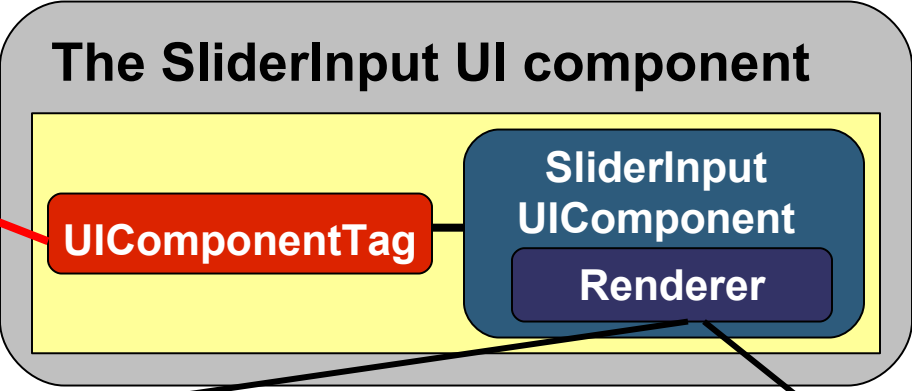 The SliderInput UI component
UIComponentTag
SliderInput
UIComponent
Renderer